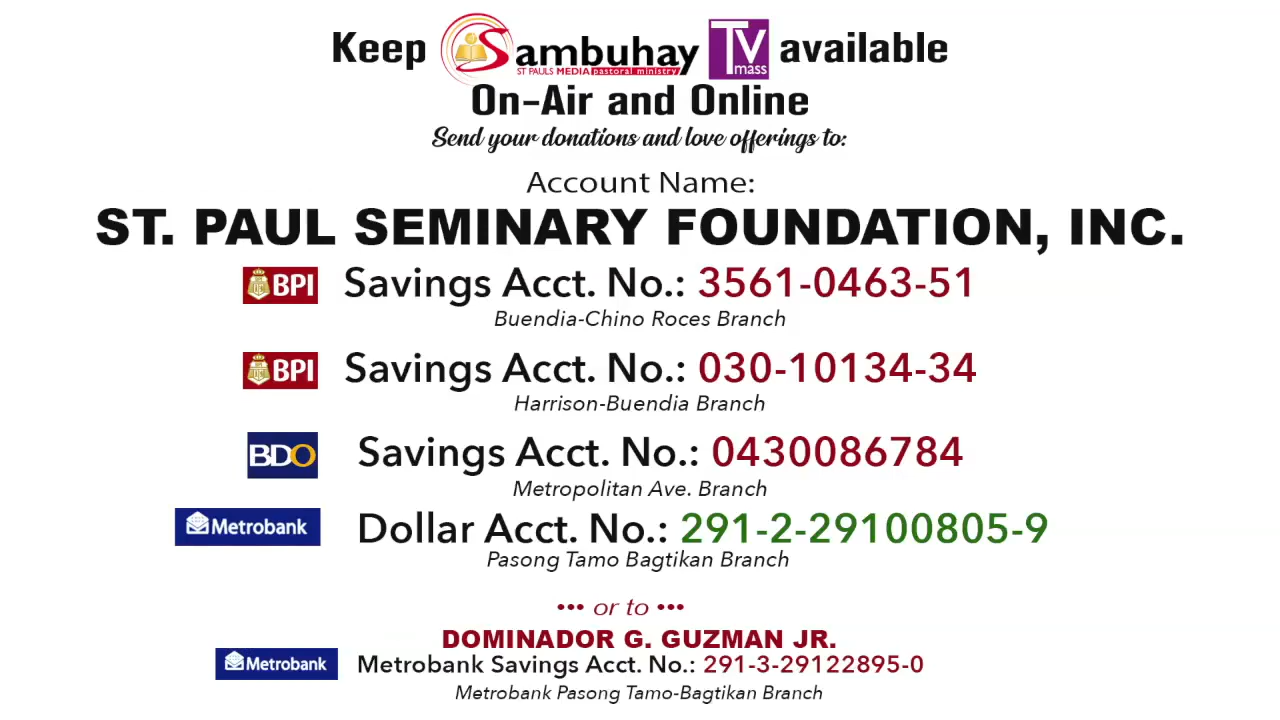 Keep Sambuhay TV mass available
ST PAULS MEDIA pastoral ministry
On-Air and Online
Send your donations and love offerings to:
Account Name:
ST. PAUL SEMINARY FOUNDATION, INC.
BPI Savings Acct. No.: 3561-0463-51
Buendia-Chino Roces Branch
BPI Savings Acct. No.: 030-10134-34
Harrison-Buendia Branch
BDO Savings Acct. No.: 0430086784
Metropolitan Ave. Branch
Metrobank Dollar Acct. No.: 291-2-29100805-9
Pasong Tamo Bagtikan Branch
••• or to •••
DOMINADOR G. GUZMAN JR.
Metrobank Metrobank Savings Acct. No.: 291-3-29122895-0
Metrobank Pasong Tamo-Bagtikan Branch